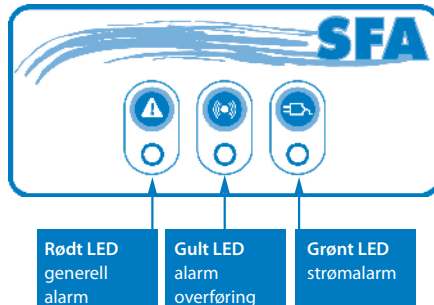 SFA
Rødt LED
generell
alarm
Gult LED
alarm
overføring
Grønt LED
strømalarm